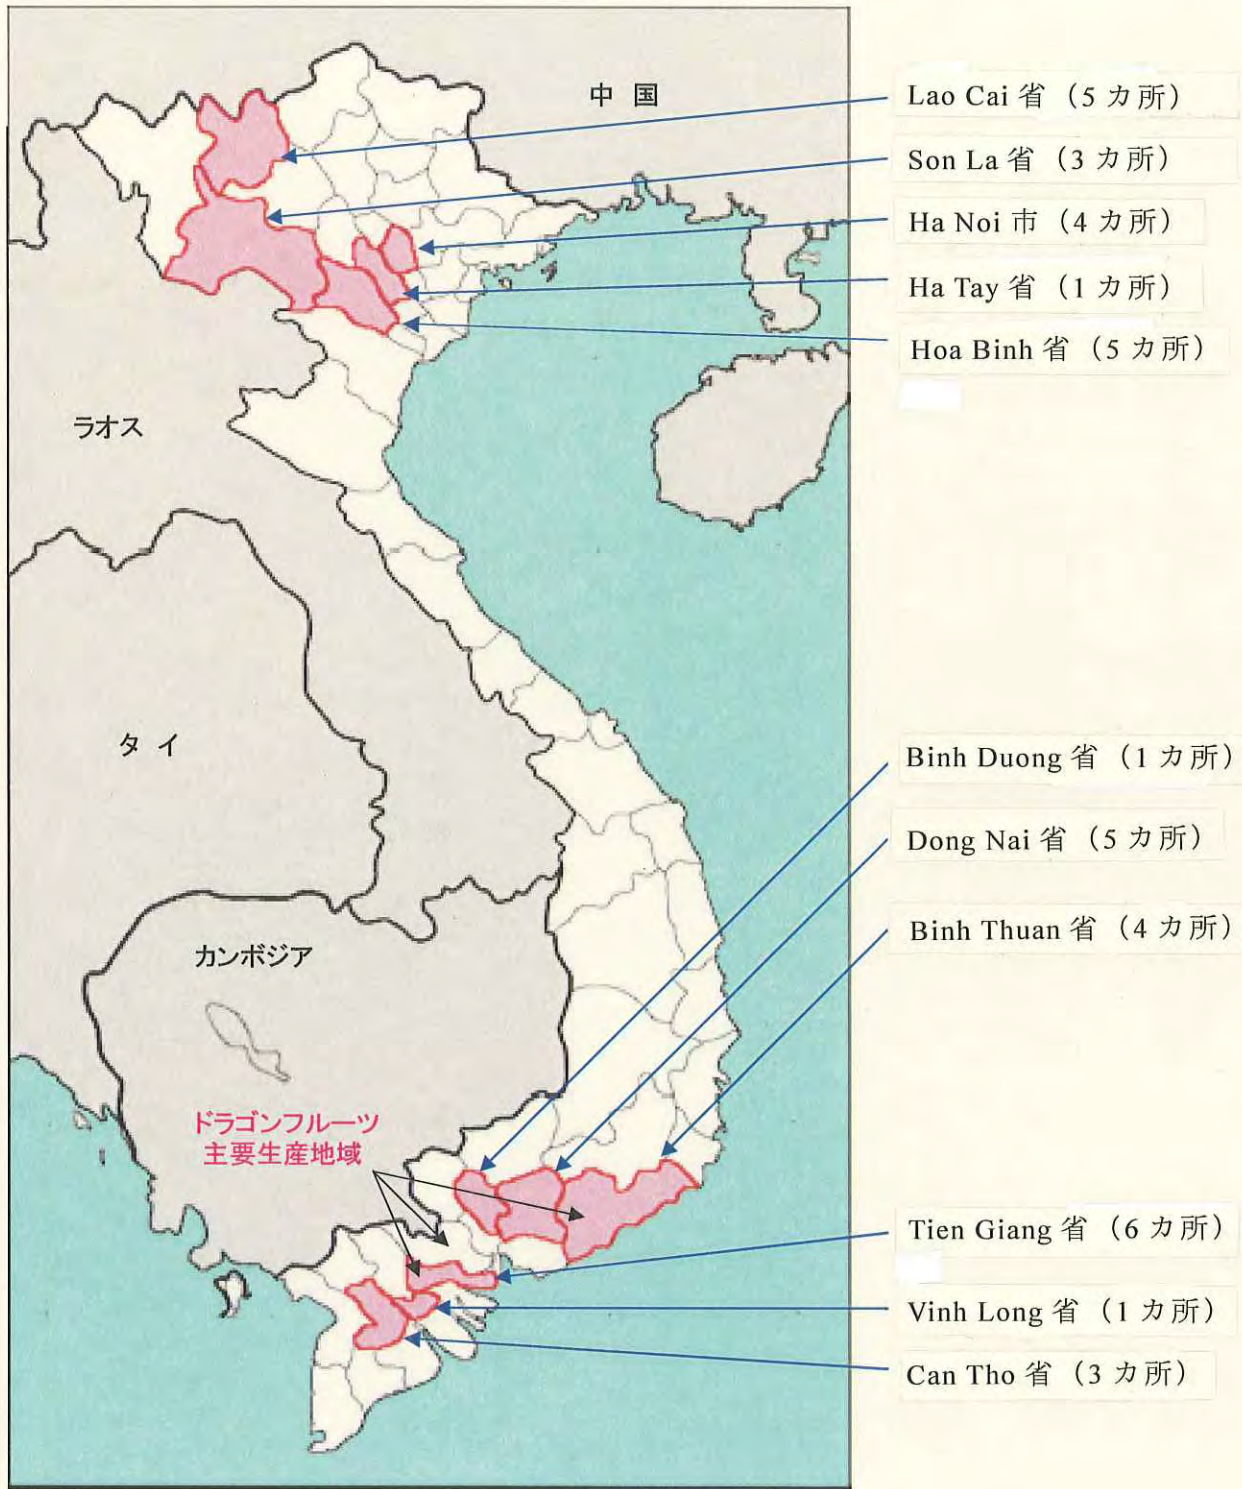 中 国
ラオス
タ イ
カンボジア
ドラゴンフルーツ
主要生産地域
Lao Cai 省（5 カ所）
Son La 省（3 カ所）
Ha Noi 市（4 カ所）
Ha Tay 省（1 カ所）
Hoa Binh 省（5 カ所）
Binh Duong 省（1 カ所）
Dong Nai 省（5 カ所）
Binh Thuan 省（4 カ所）
Tien Giang 省（6 カ所）
Vinh Long 省（1 カ所）
Can Tho 省（3 カ所）